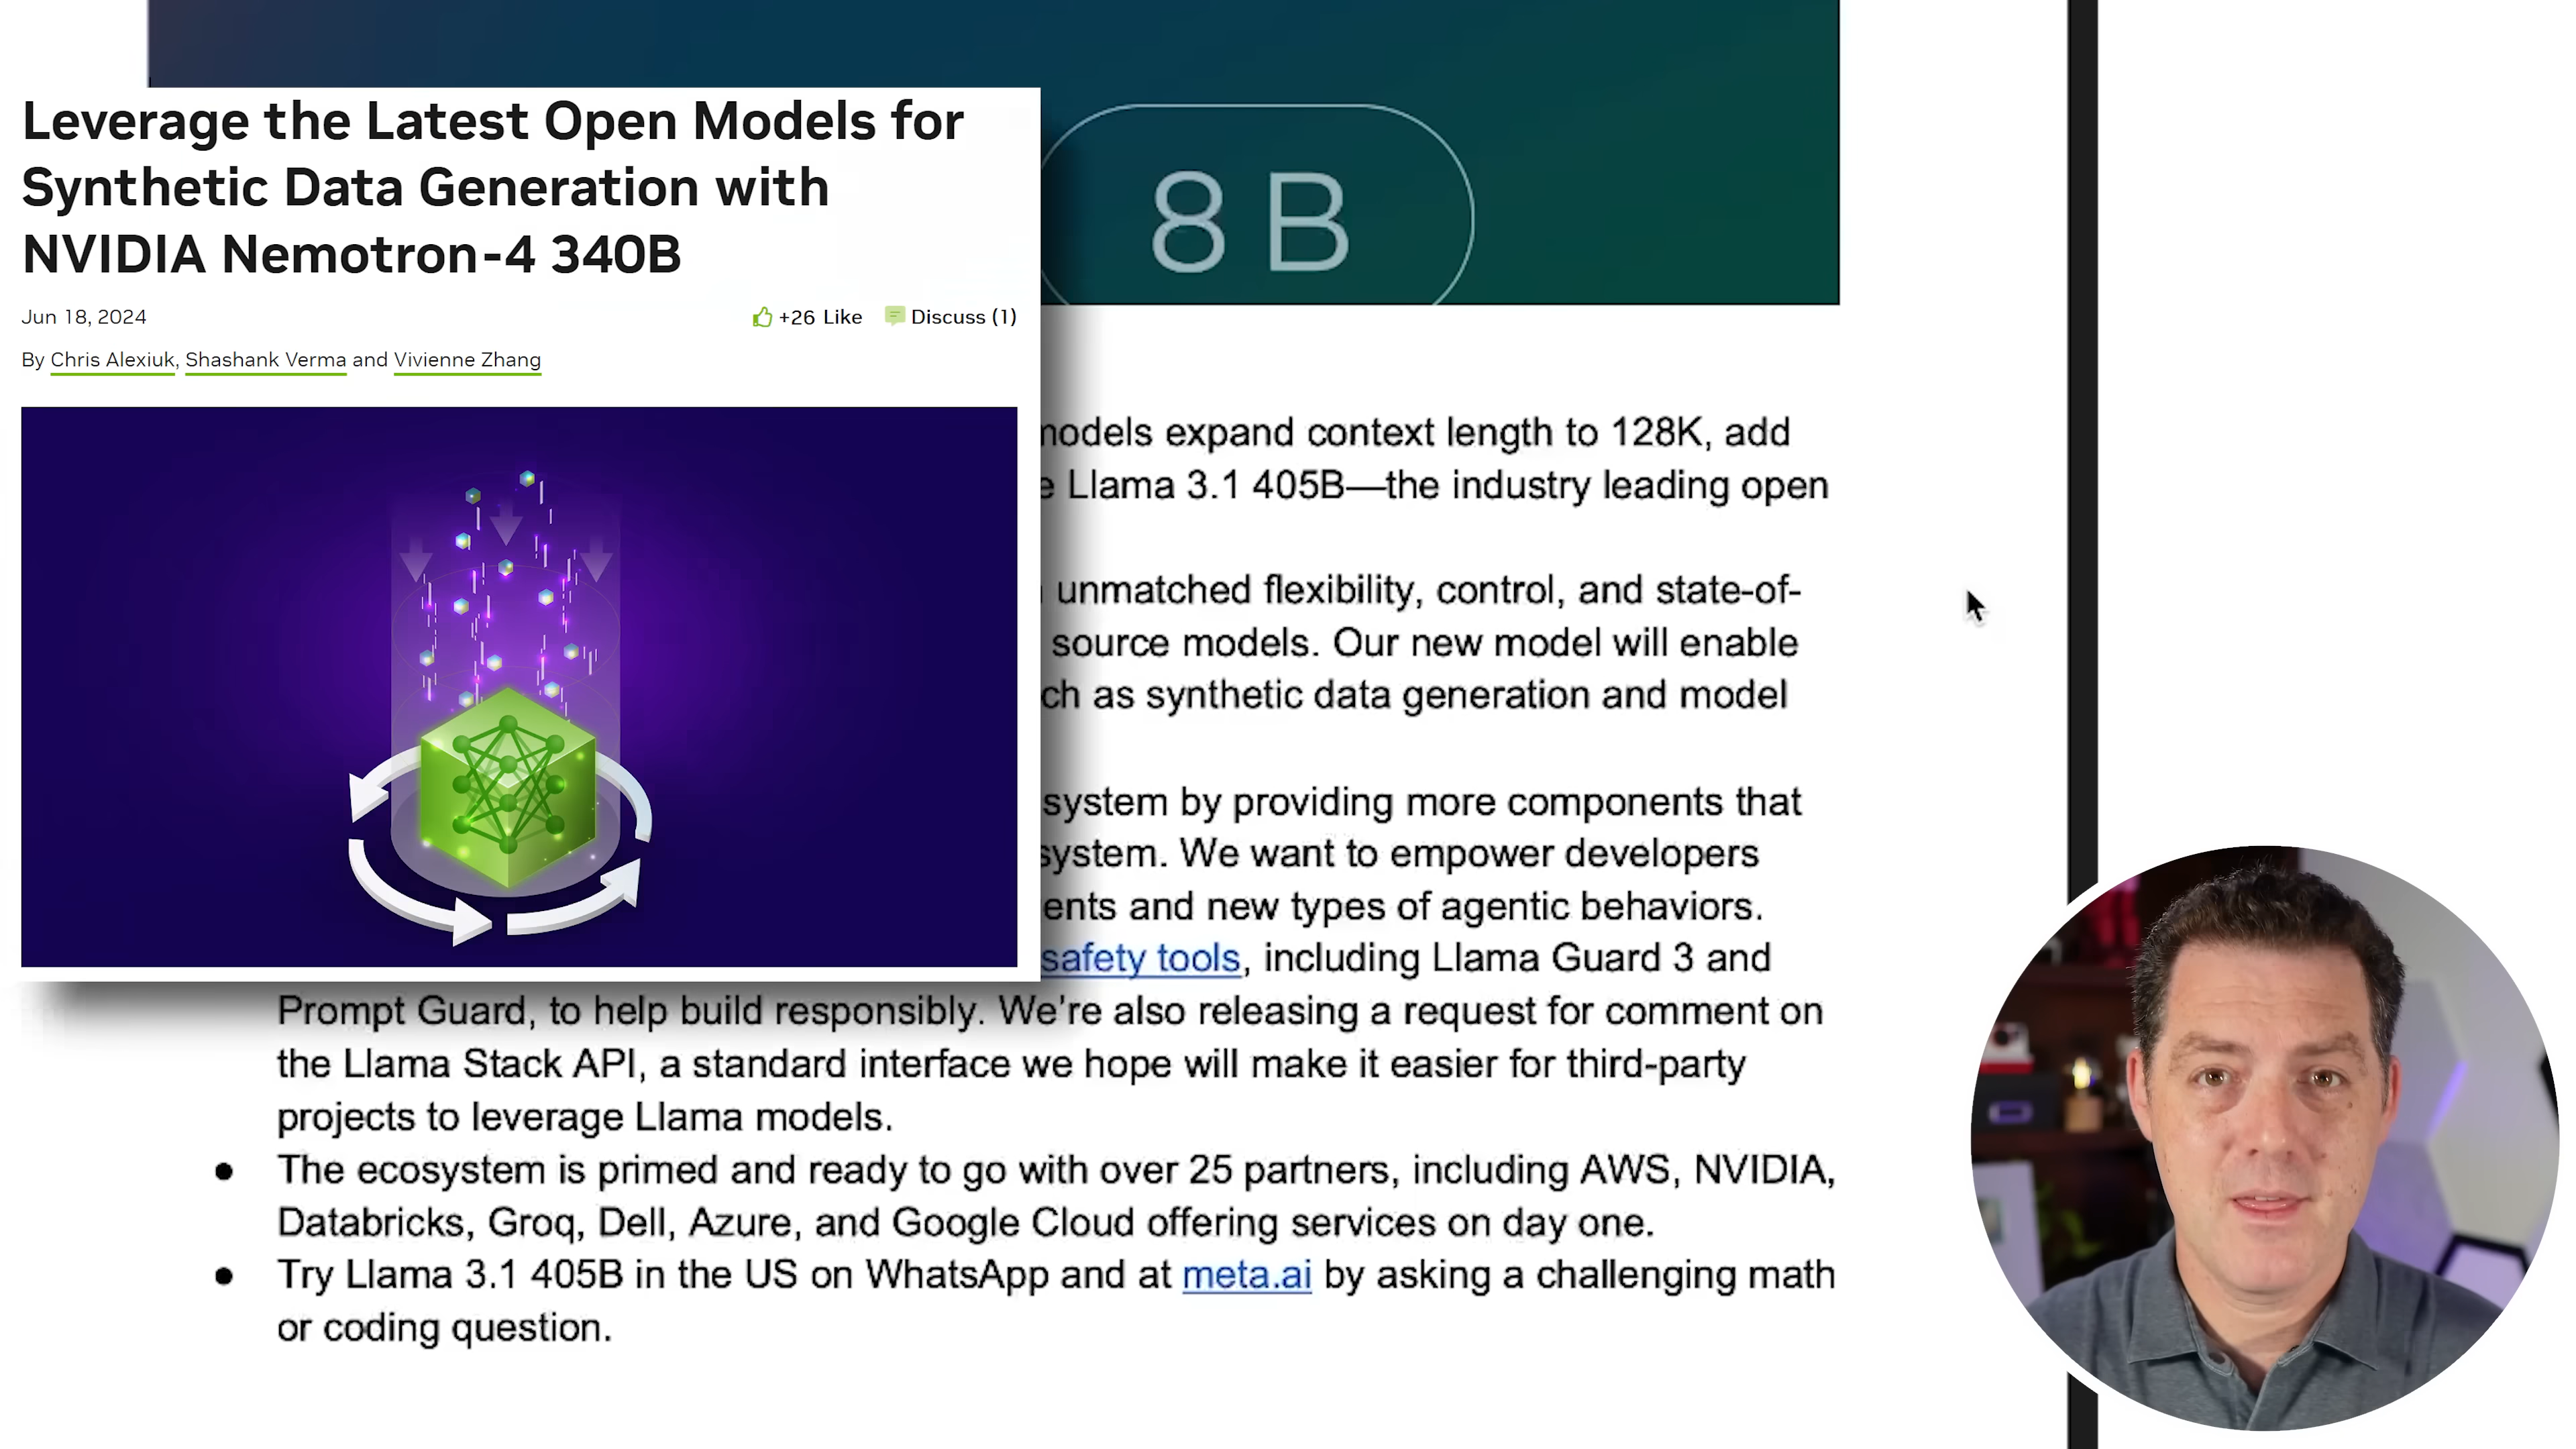 Leverage the Latest Open Models for
Synthetic Data Generation with
NVIDIA Nemotron-4 340B
Jun 18, 2024
+26 Like
Discuss (1)
By Chris Alexiuk, Shashank Verma and Vivienne Zhang
8B
models expand context length to 128K, add
Llama 3.1 405B—the industry leading open
unmatched flexibility, control, and state-of-
source models. Our new model will enable
as synthetic data generation and model
system by providing more components that
system. We want to empower developers
and new types of agentic behaviors.
safety tools, including Llama Guard 3 and
Prompt Guard, to help build responsibly. We’re also releasing a request for comment on
the Llama Stack API, a standard interface we hope will make it easier for third-party
projects to leverage Llama models.
● The ecosystem is primed and ready to go with over 25 partners, including AWS, NVIDIA,
Databricks, Groq, Dell, Azure, and Google Cloud offering services on day one.
● Try Llama 3.1 405B in the US on WhatsApp and at meta.ai by asking a challenging math
or coding question.